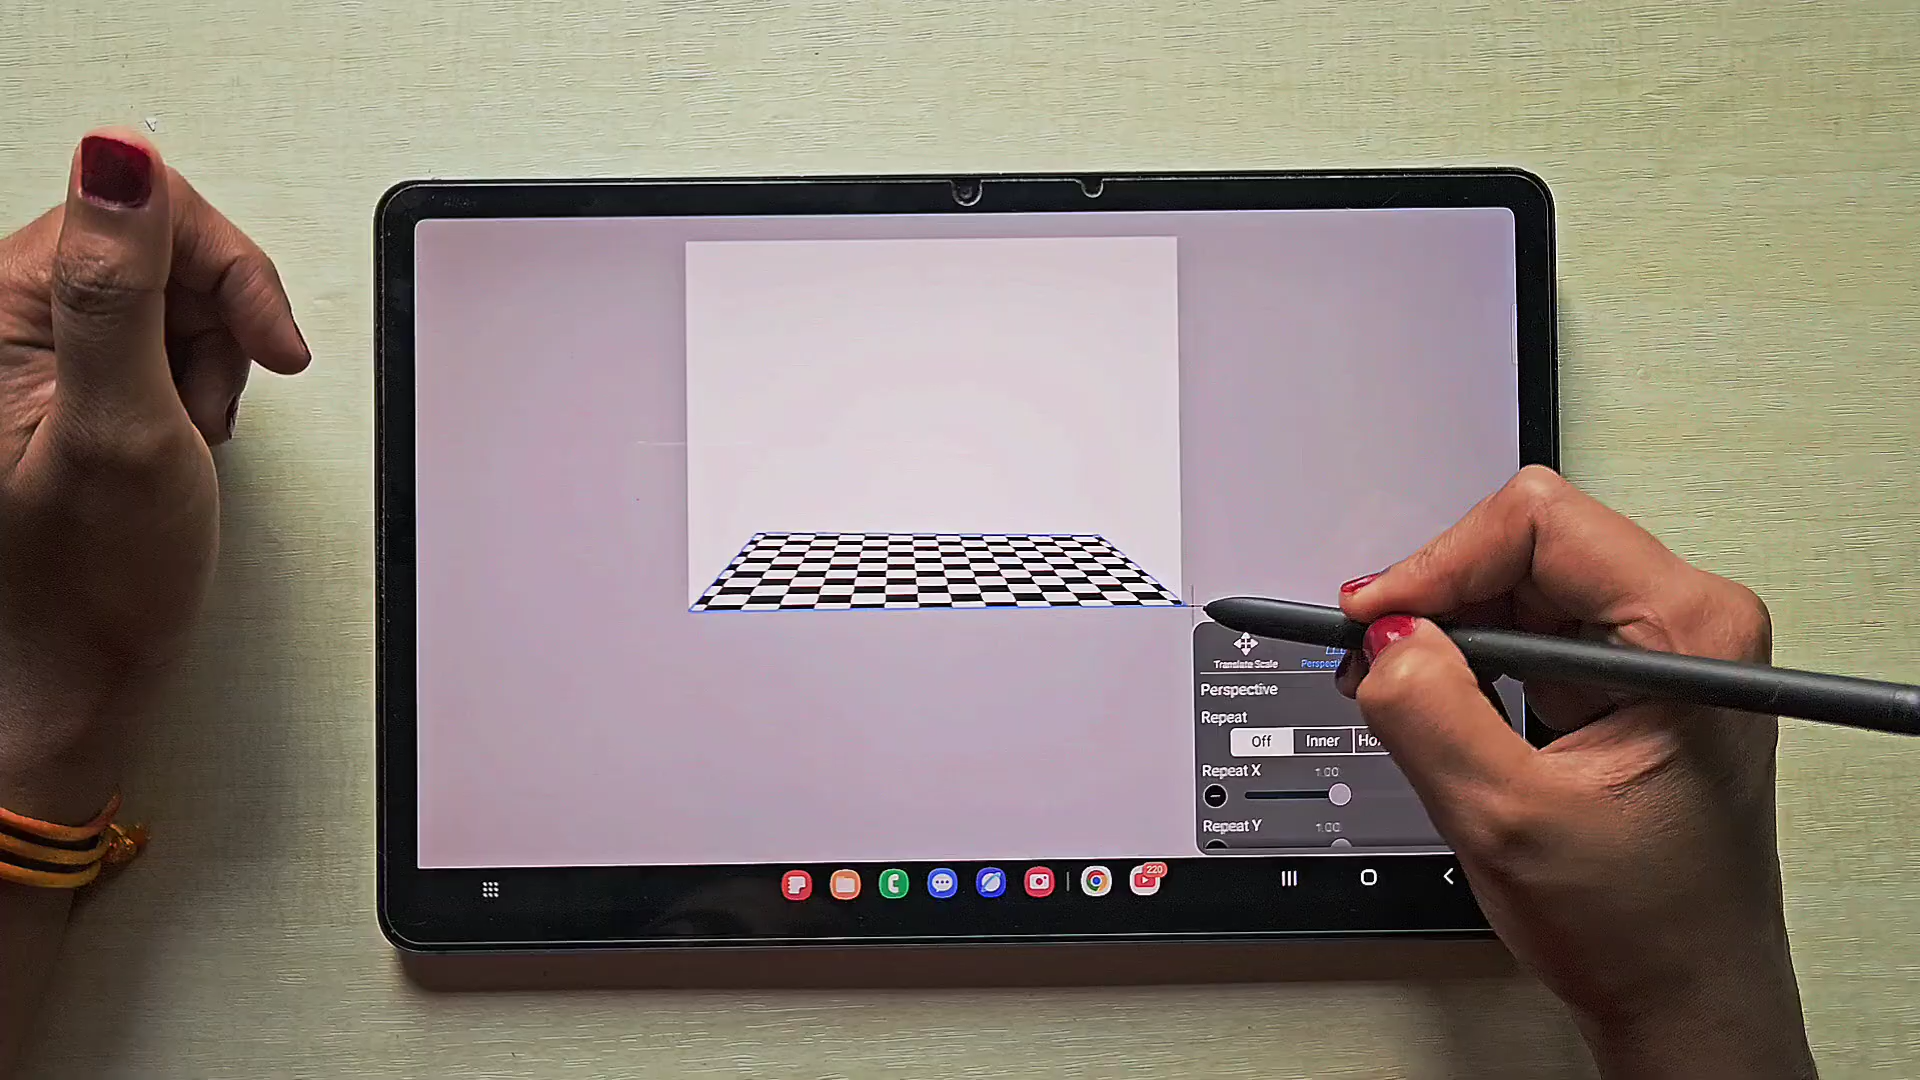 Translate Scale
Perspective
Repeat
Off Inner
Repeat X 1.00
Repeat Y 1.00
220